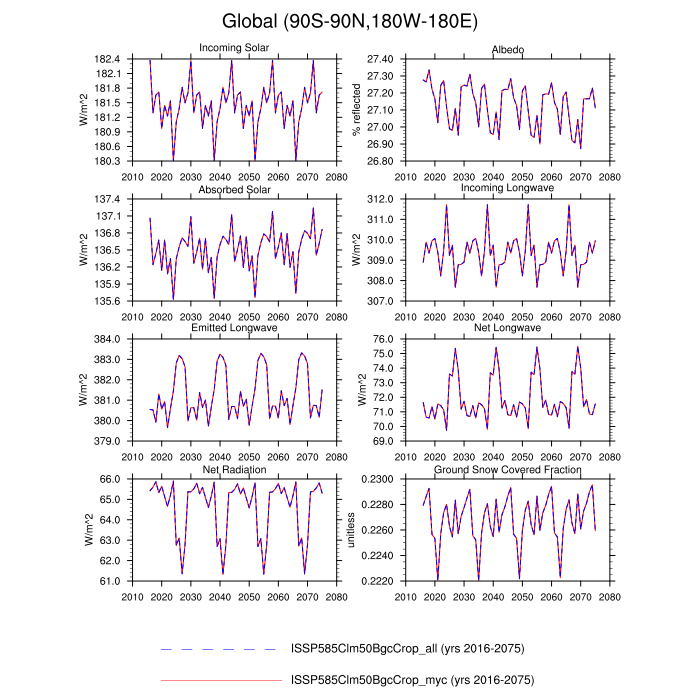 Global (90S-90N,180W-180E)
Incoming Solar
W/m^2
182.4
182.1
181.8
181.5
181.2
180.9
180.6
180.3
2010 2020 2030 2040 2050 2060 2070 2080
Albedo
% reflected
27.40
27.30
27.20
27.10
27.00
26.90
26.80
2010 2020 2030 2040 2050 2060 2070 2080
Absorbed Solar
W/m^2
137.4
137.1
136.8
136.5
136.2
135.9
135.6
2010 2020 2030 2040 2050 2060 2070 2080
Incoming Longwave
W/m^2
312.0
311.0
310.0
309.0
308.0
307.0
2010 2020 2030 2040 2050 2060 2070 2080
Emitted Longwave
W/m^2
384.0
383.0
382.0
381.0
380.0
379.0
2010 2020 2030 2040 2050 2060 2070 2080
Net Longwave
W/m^2
76.0
75.0
74.0
73.0
72.0
71.0
70.0
69.0
2010 2020 2030 2040 2050 2060 2070 2080
Net Radiation
W/m^2
66.0
65.0
64.0
63.0
62.0
61.0
2010 2020 2030 2040 2050 2060 2070 2080
Ground Snow Covered Fraction
unitless
0.2300
0.2280
0.2260
0.2240
0.2220
2010 2020 2030 2040 2050 2060 2070 2080
ISSP585Clm50BgcCrop_all (yrs 2016-2075)
ISSP585Clm50BgcCrop_myc (yrs 2016-2075)